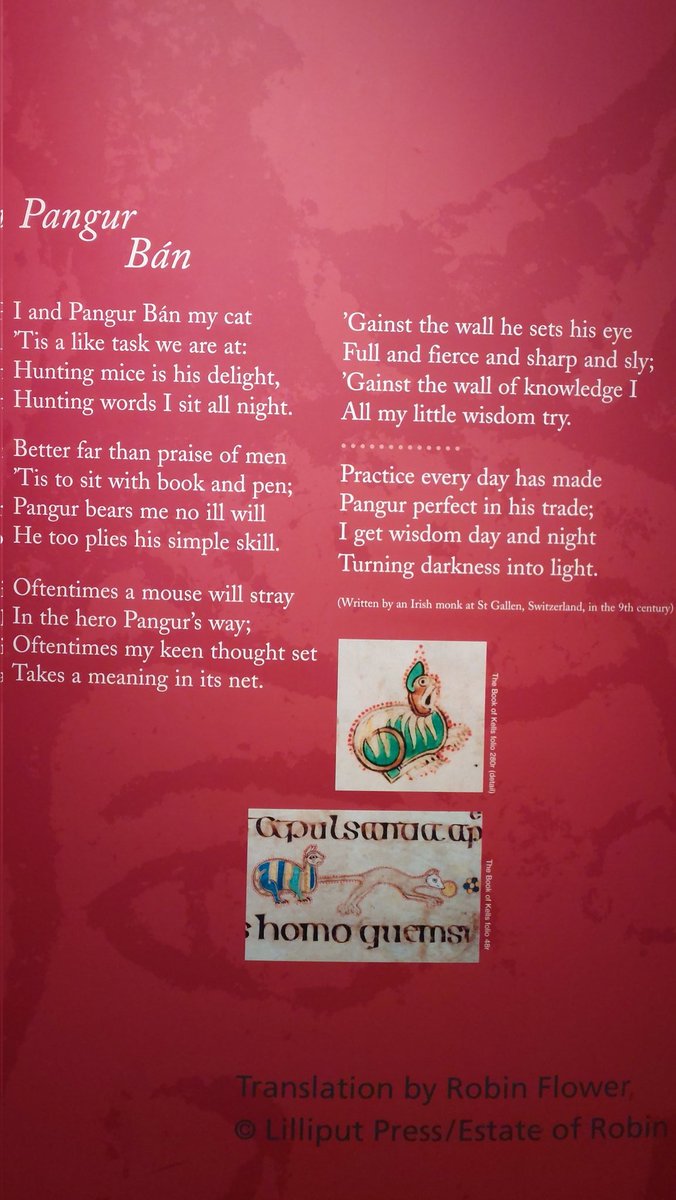 Pangur
Bán
I and Pangur Bán my cat
’Tis a like task we are at:
Hunting mice is his delight,
Hunting words I sit all night.
Better far than praise of men
’Tis to sit with book and pen;
Pangur bears me no ill will
He too plies his simple skill.
Oftentimes a mouse will stray
In the hero Pangur’s way;
Oftentimes my keen thought set
Takes a meaning in its net.
’Gainst the wall he sets his eye
Full and fierce and sharp and sly;
’Gainst the wall of knowledge I
All my little wisdom try.
.............
Practice every day has made
Pangur perfect in his trade;
I get wisdom day and night
Turning darkness into light.
(Written by an Irish monk at St Gallen, Switzerland, in the 9th century)
The Book of Kells folio 280r (detail)
The Book of Kells folio 48r
homo quem
Translation by Robin Flower,
© Lilliput Press/Estate of Robin